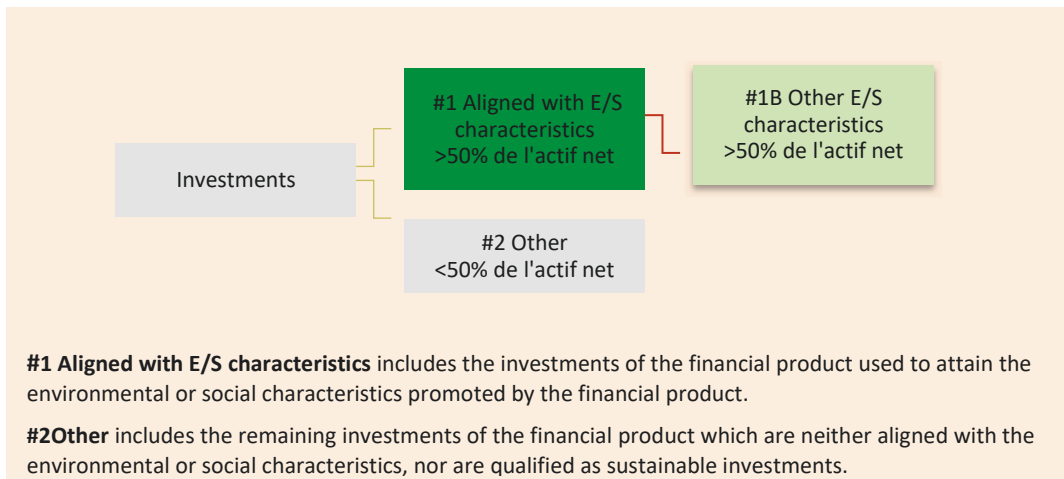 #1 Aligned with E/S
characteristics
>50% de l'actif net
#1B Other E/S
characteristics
>50% de l'actif net
Investments
#2 Other
<50% de l'actif net
#1 Aligned with E/S characteristics includes the investments of the financial product used to attain the
environmental or social characteristics promoted by the financial product.
#2Other includes the remaining investments of the financial product which are neither aligned with the
environmental or social characteristics, nor are qualified as sustainable investments.